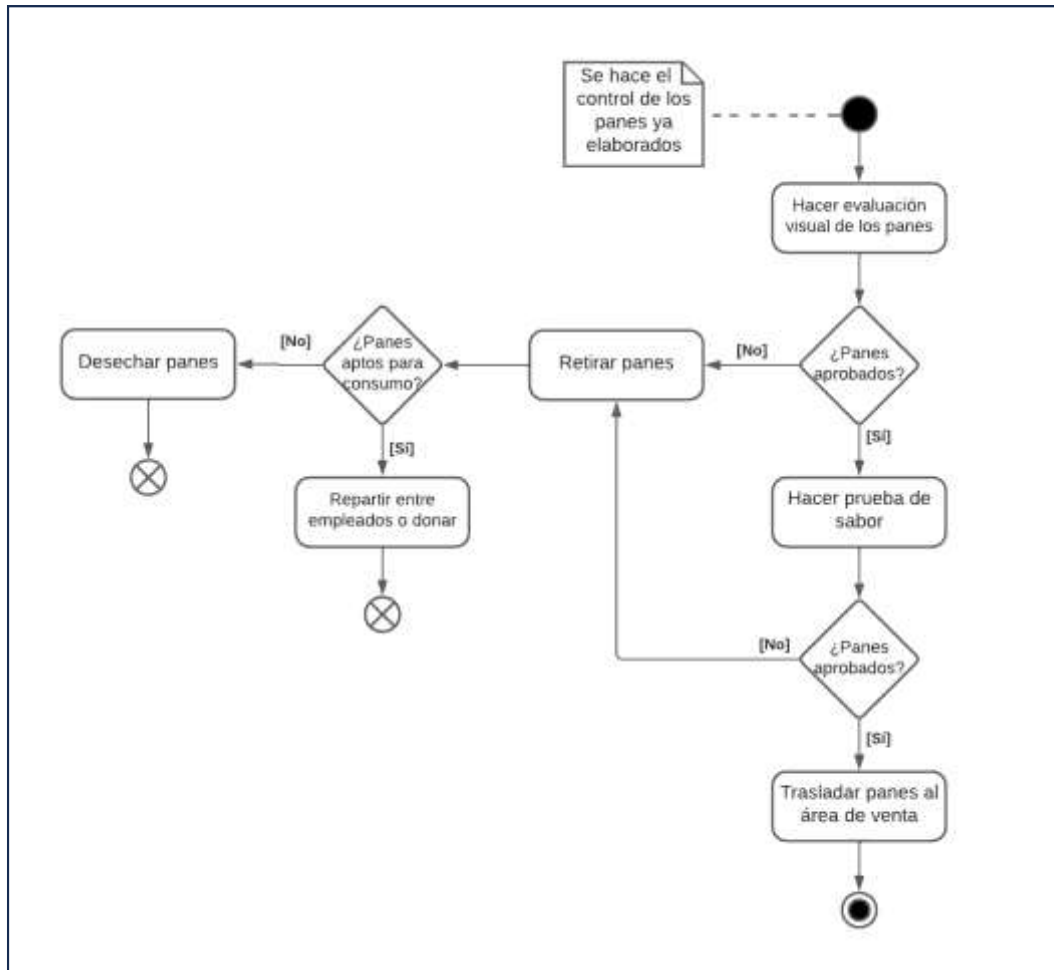 Se hace el
control de los
panes ya
elaborados
Hacer evaluación
visual de los panes
¿Panes
aprobados?
[No]
[Sí]
Retirar panes
¿Panes
aptos para
consumo?
[No]
[Sí]
Desechar panes
Repartir entre
empleados o donar
Hacer prueba de
sabor
¿Panes
aprobados?
[No]
[Sí]
Trasladar panes al
área de venta